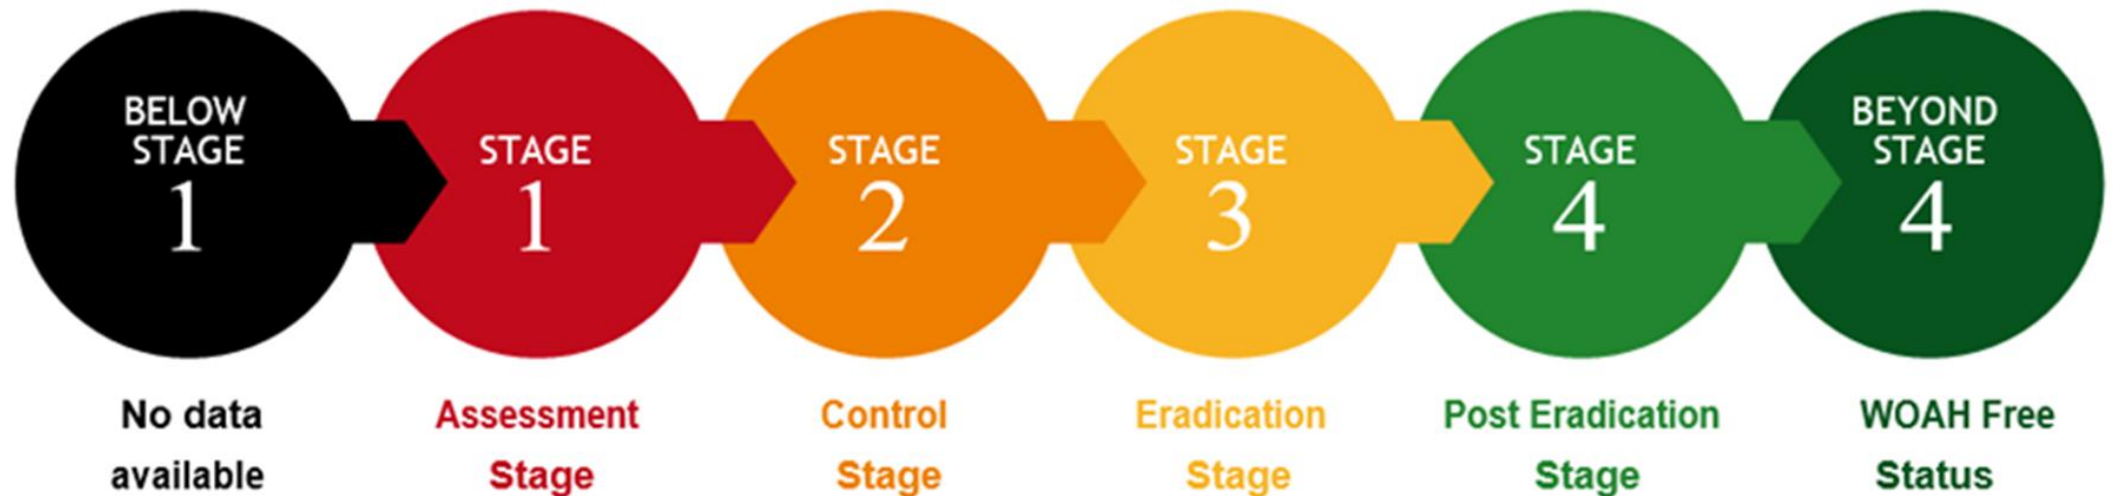 BELOW
STAGE
1
STAGE
1
STAGE
2
STAGE
3
STAGE
4
BEYOND
STAGE
4
No data
available
Assessment
Stage
Control
Stage
Eradication
Stage
Post Eradication
Stage
WOAH Free
Status